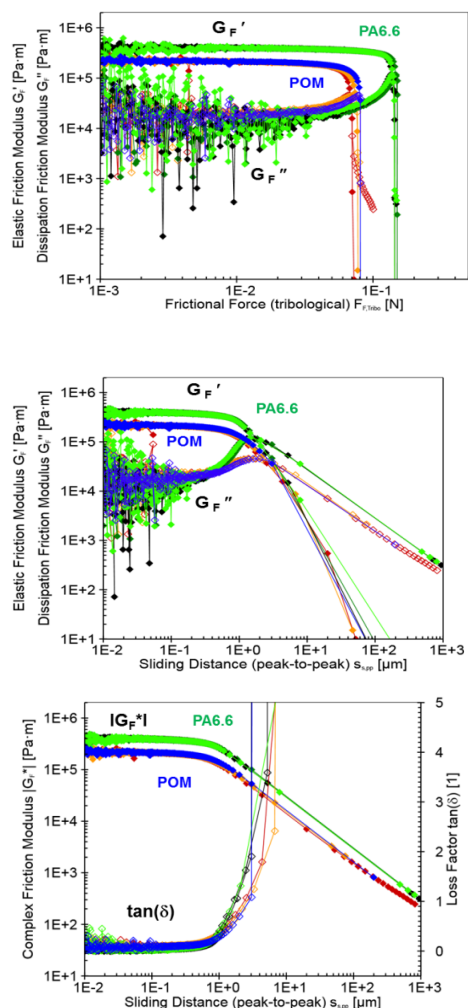 G_F′
PA6.6
1E+6
1E+5
POM
1E+4
G_F″
1E+3
1E+2
1E+1
1E-3
1E-2
1E-1
Elastic Friction Modulus G_F' [Pa·m]
Dissipation Friction Modulus G_F'' [Pa·m]
Frictional Force (tribological) F_F,Tribo [N]
G_F′
PA6.6
1E+6
1E+5
POM
1E+4
G_F″
1E+3
1E+2
1E+1
1E-2
1E-1
1E+0
1E+1
1E+2
1E+3
Elastic Friction Modulus G_F' [Pa·m]
Dissipation Friction Modulus G_F'' [Pa·m]
Sliding Distance (peak-to-peak) s_s,pp [µm]
|G_F*|
PA6.6
POM
tan(δ)
1E+6
1E+5
1E+4
1E+3
1E+2
1E+1
5
4
3
2
1
0
1E-2
1E-1
1E+0
1E+1
1E+2
1E+3
Complex Friction Modulus |G_F*| [Pa·m]
Loss Factor tan(δ) [1]
Sliding Distance (peak-to-peak) s_s,pp [µm]